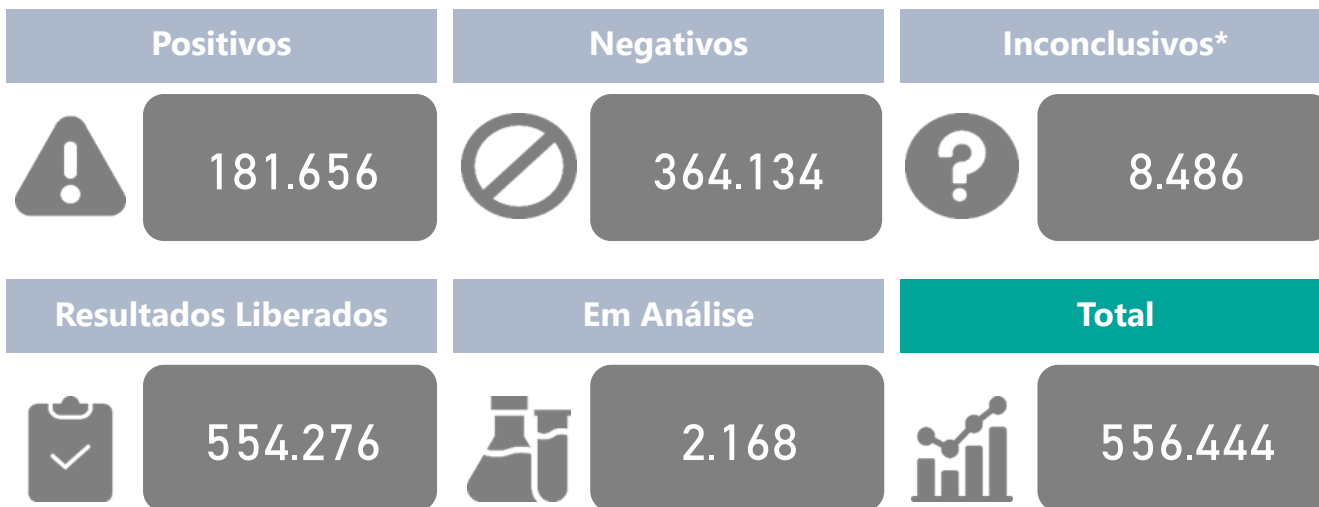 Positivos
Negativos
Inconclusivos*
181.656
364.134
8.486
Resultados Liberados
Em Análise
Total
554.276
2.168
556.444